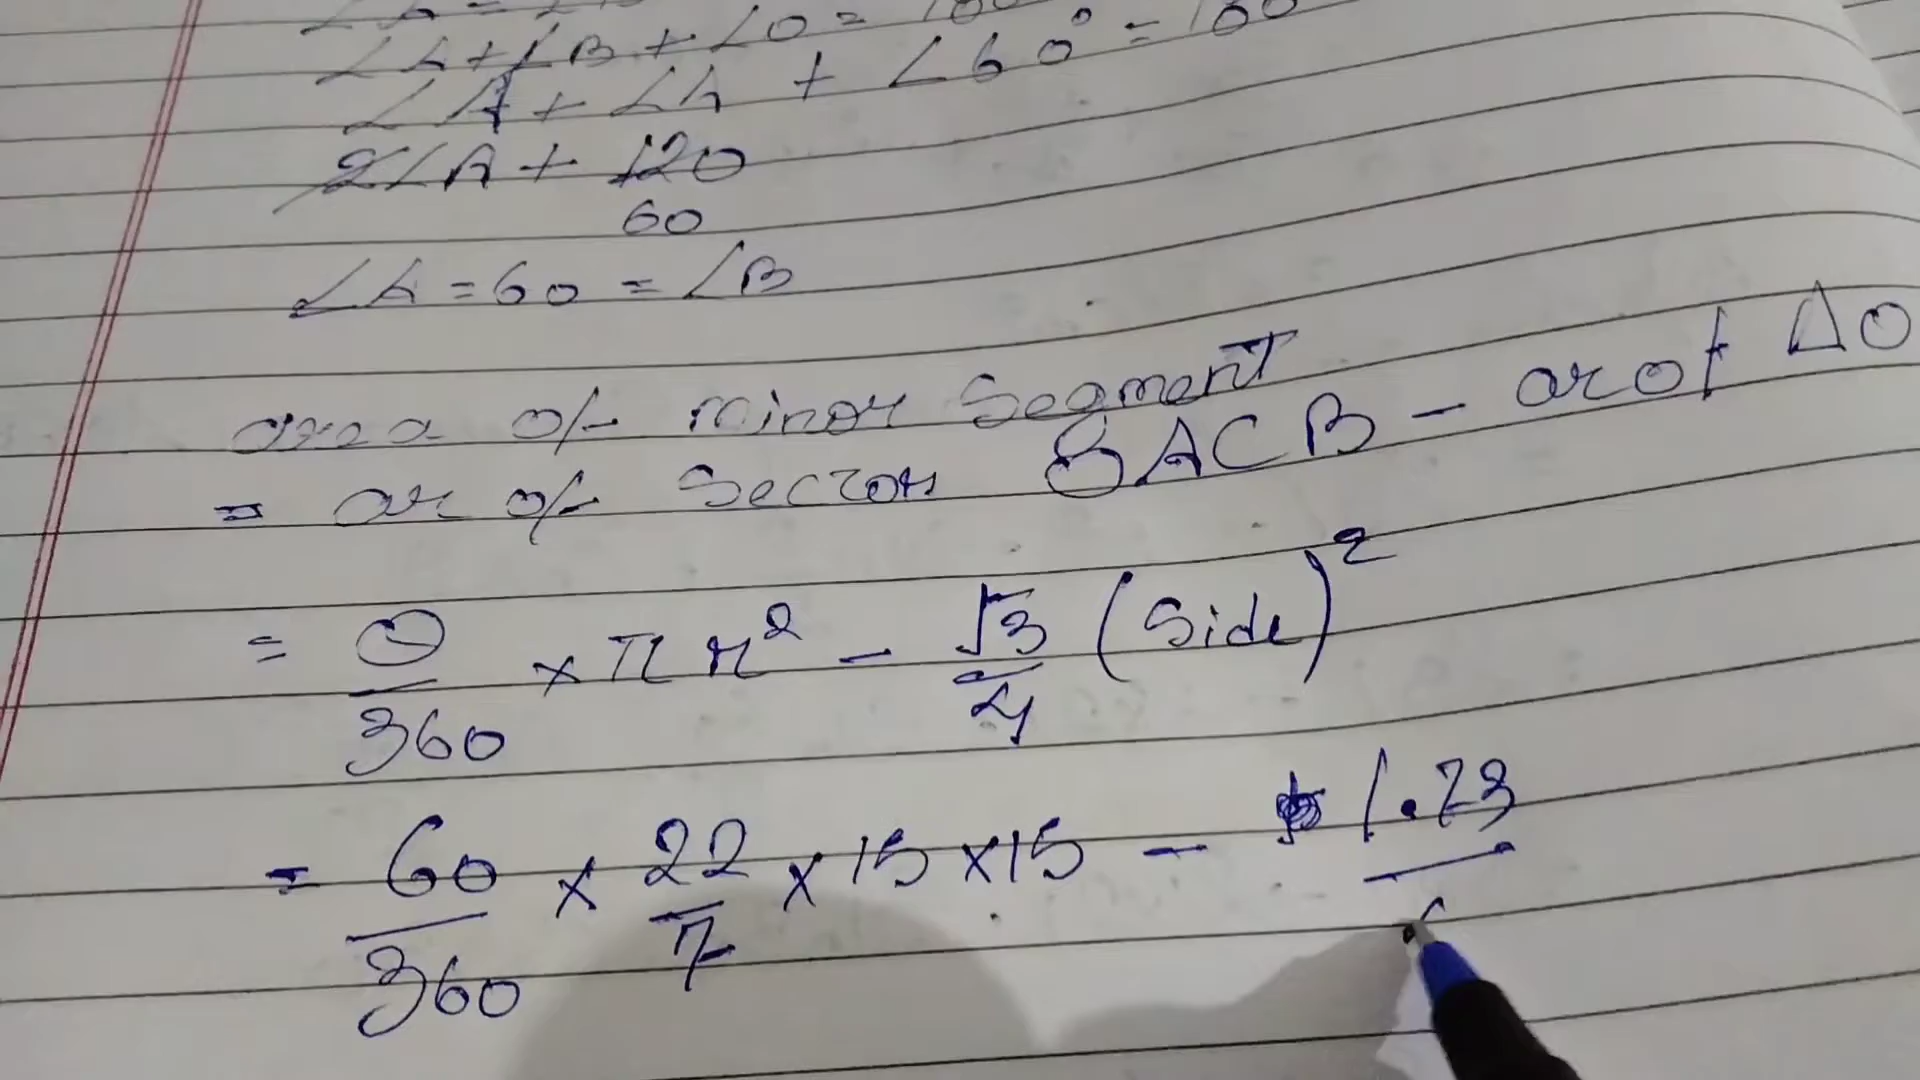 ∠A+∠B+∠O=180
∠A+∠A + ∠60°=180
2∠A + 120
60
∠A=60=∠B
area of minor Segment
= ar of Sector OACB - ar of ΔO
= θ/360 × πr² - √3/4 (Side)²
= 60/360 × 22/7 × 15×15 - 1.73